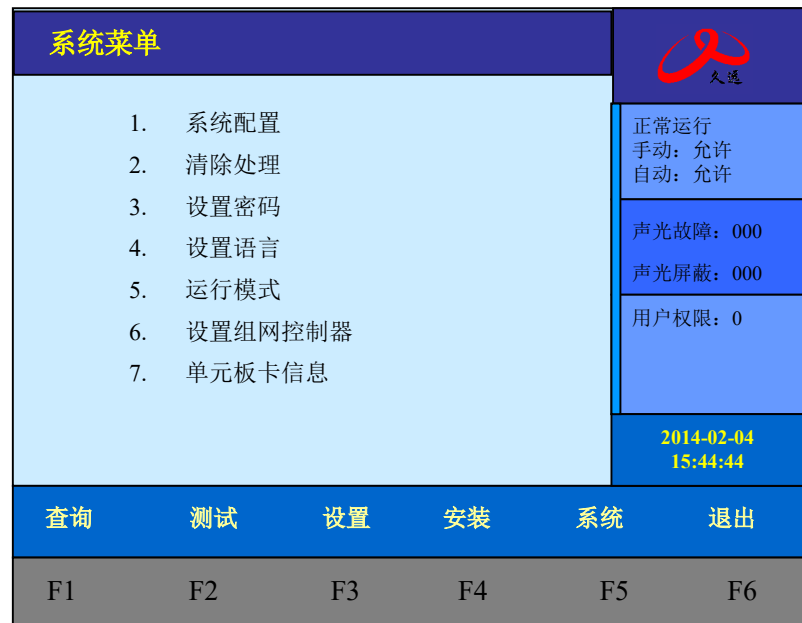 系统菜单
久远
1. 系统配置
2. 清除处理
3. 设置密码
4. 设置语言
5. 运行模式
6. 设置组网控制器
7. 单元板卡信息
正常运行
手动：允许
自动：允许
声光故障：000
声光屏蔽：000
用户权限：0
2014-02-04
15:44:44
查询 测试 设置 安装 系统 退出
F1 F2 F3 F4 F5 F6